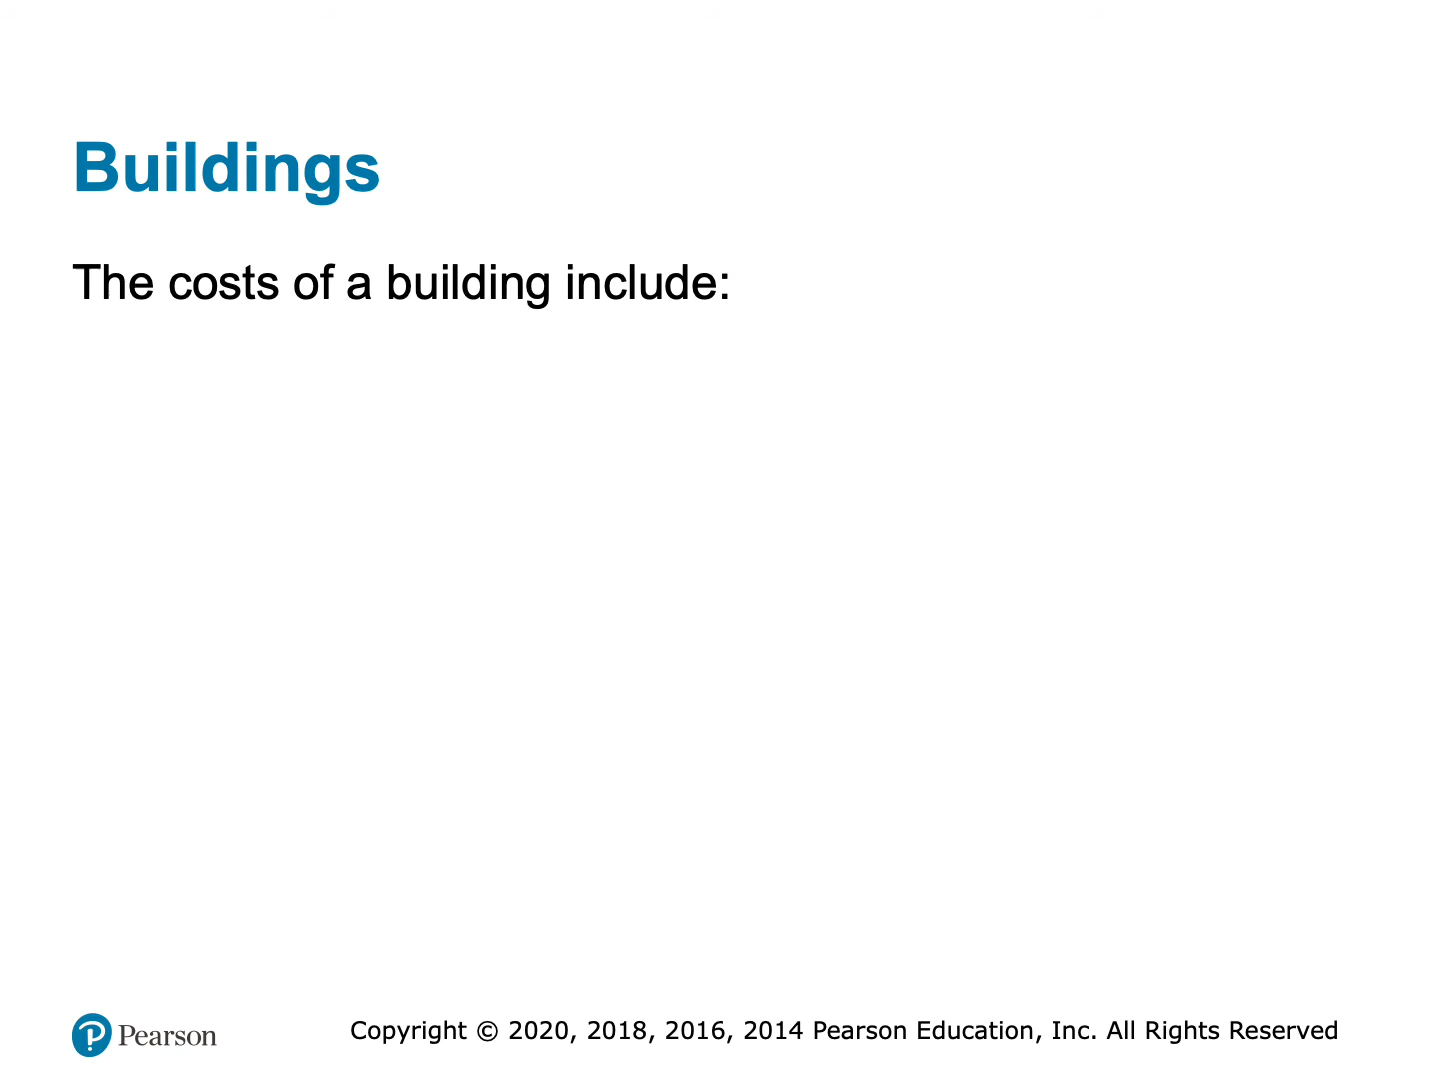 Buildings
The costs of a building include:
Pearson
Copyright © 2020, 2018, 2016, 2014 Pearson Education, Inc. All Rights Reserved